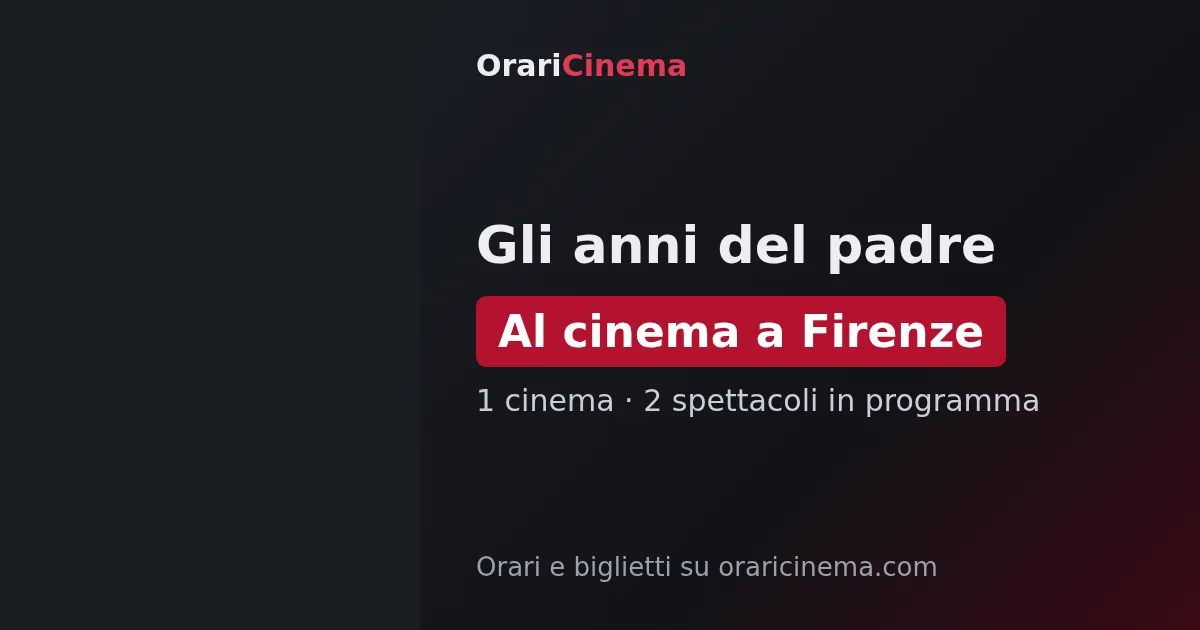 OrariCinema
Gli anni del padre
Al cinema a Firenze
1 cinema · 2 spettacoli in programma
Orari e biglietti su oraricinema.com